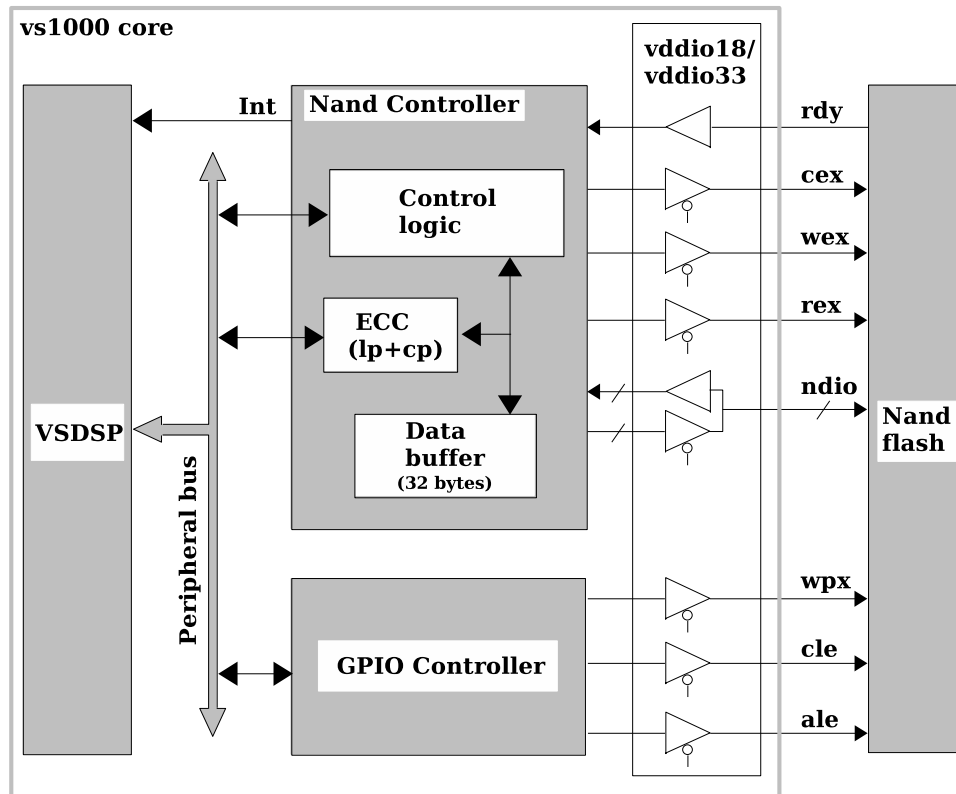 vs1000 core
vddio18/
vddio33
Int
Nand Controller
rdy
cex
Control
logic
wex
rex
ECC
(lp+cp)
ndio
VSDSP
Data
buffer
(32 bytes)
Nand
flash
Peripheral bus
wpx
GPIO Controller
cle
ale